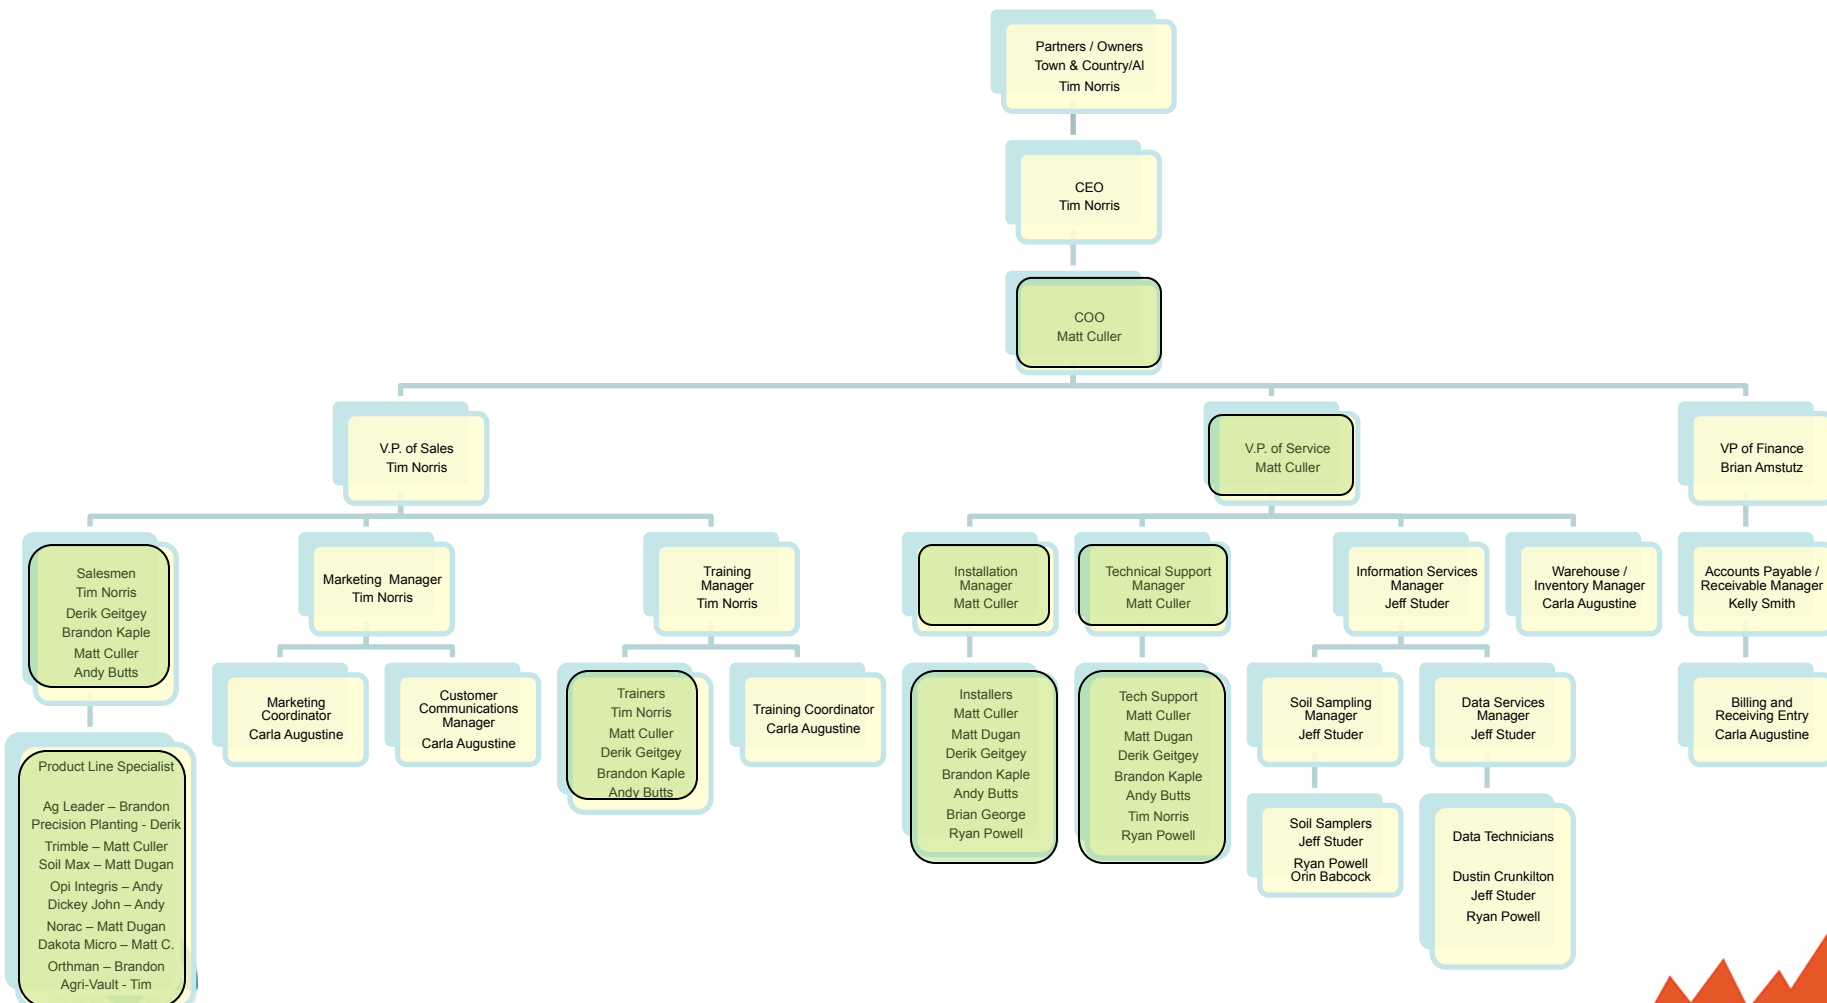 Partners / Owners
Town & Country/AI
Tim Norris
CEO
Tim Norris
COO
Matt Culler
V.P. of Sales
Tim Norris
V.P. of Service
Matt Culler
VP of Finance
Brian Amstutz
Salesmen
Tim Norris
Derik Geitgey
Brandon Kaple
Matt Culler
Andy Butts
Marketing  Manager
Tim Norris
Training
Manager
Tim Norris
Installation
Manager
Matt Culler
Technical Support
Manager
Matt Culler
Information Services
Manager
Jeff Studer
Warehouse /
Inventory Manager
Carla Augustine
Accounts Payable /
Receivable Manager
Kelly Smith
Product Line Specialist
Ag Leader – Brandon
Precision Planting - Derik
Trimble – Matt Culler
Soil Max – Matt Dugan
Opi Integris – Andy
Dickey John – Andy
Norac – Matt Dugan
Dakota Micro – Matt C.
Orthman – Brandon
Agri-Vault - Tim
Marketing
Coordinator
Carla Augustine
Customer
Communications
Manager
Carla Augustine
Trainers
Tim Norris
Matt Culler
Derik Geitgey
Brandon Kaple
Andy Butts
Training Coordinator
Carla Augustine
Installers
Matt Culler
Matt Dugan
Derik Geitgey
Brandon Kaple
Andy Butts
Brian George
Ryan Powell
Tech Support
Matt Culler
Matt Dugan
Derik Geitgey
Brandon Kaple
Andy Butts
Tim Norris
Ryan Powell
Soil Sampling
Manager
Jeff Studer
Data Services
Manager
Jeff Studer
Billing and
Receiving Entry
Carla Augustine
Soil Samplers
Jeff Studer
Ryan Powell
Orin Babcock
Data Technicians
Dustin Crunkilton
Jeff Studer
Ryan Powell